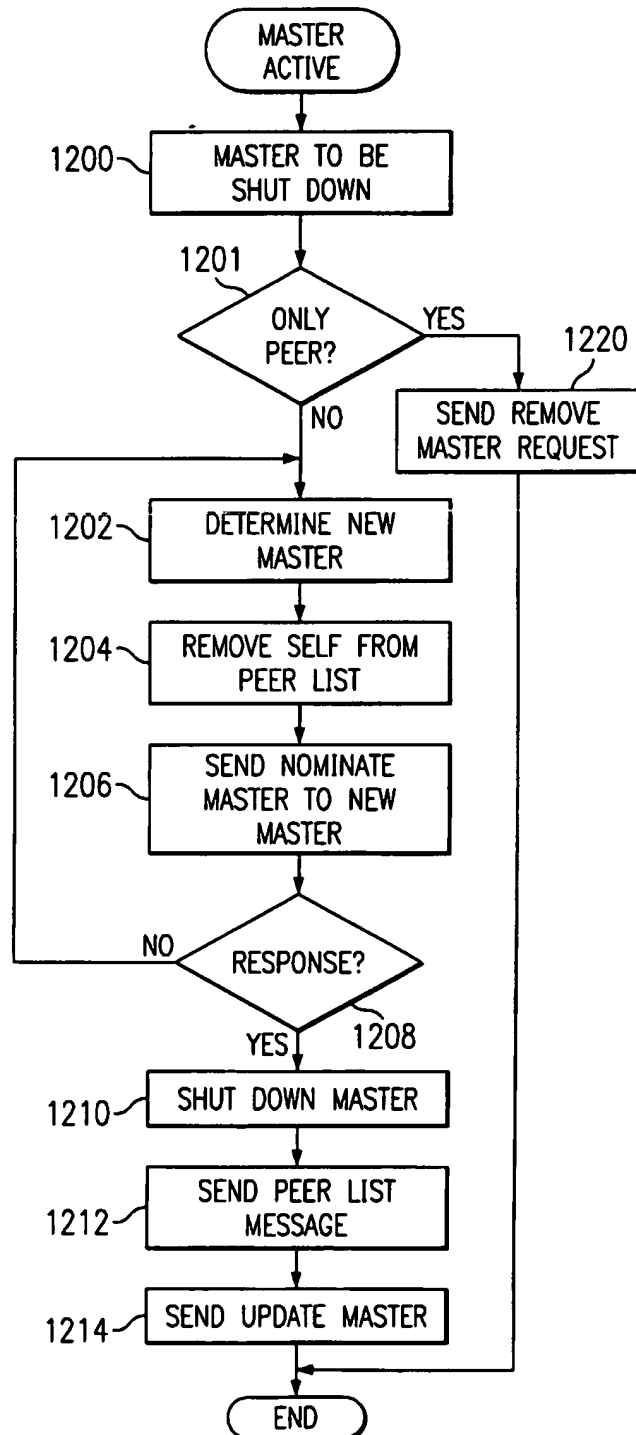 MASTER
ACTIVE
1200
MASTER TO BE
SHUT DOWN
1201
ONLY
PEER?
YES
NO
1220
SEND REMOVE
MASTER REQUEST
1202
DETERMINE NEW
MASTER
1204
REMOVE SELF FROM
PEER LIST
1206
SEND NOMINATE
MASTER TO NEW
MASTER
NO
RESPONSE?
1208
YES
1210
SHUT DOWN MASTER
1212
SEND PEER LIST
MESSAGE
1214
SEND UPDATE MASTER
END